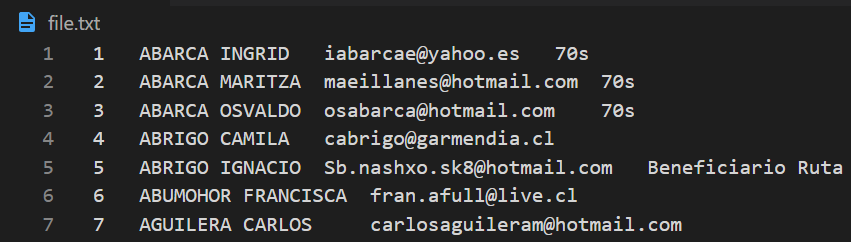 file.txt
1 1 ABARCA INGRID iabarcae@yahoo.es 70s
2 2 ABARCA MARITZA maeillanes@hotmail.com 70s
3 3 ABARCA OSVALDO osabarca@hotmail.com 70s
4 4 ABRIGO CAMILA cabrigo@garmendia.cl
5 5 ABRIGO IGNACIO Sb.nashxo.sk8@hotmail.com Beneficiario Ruta
6 6 ABUMOHOR FRANCISCA fran.afull@live.cl
7 7 AGUILERA CARLOS carlosaguileram@hotmail.com